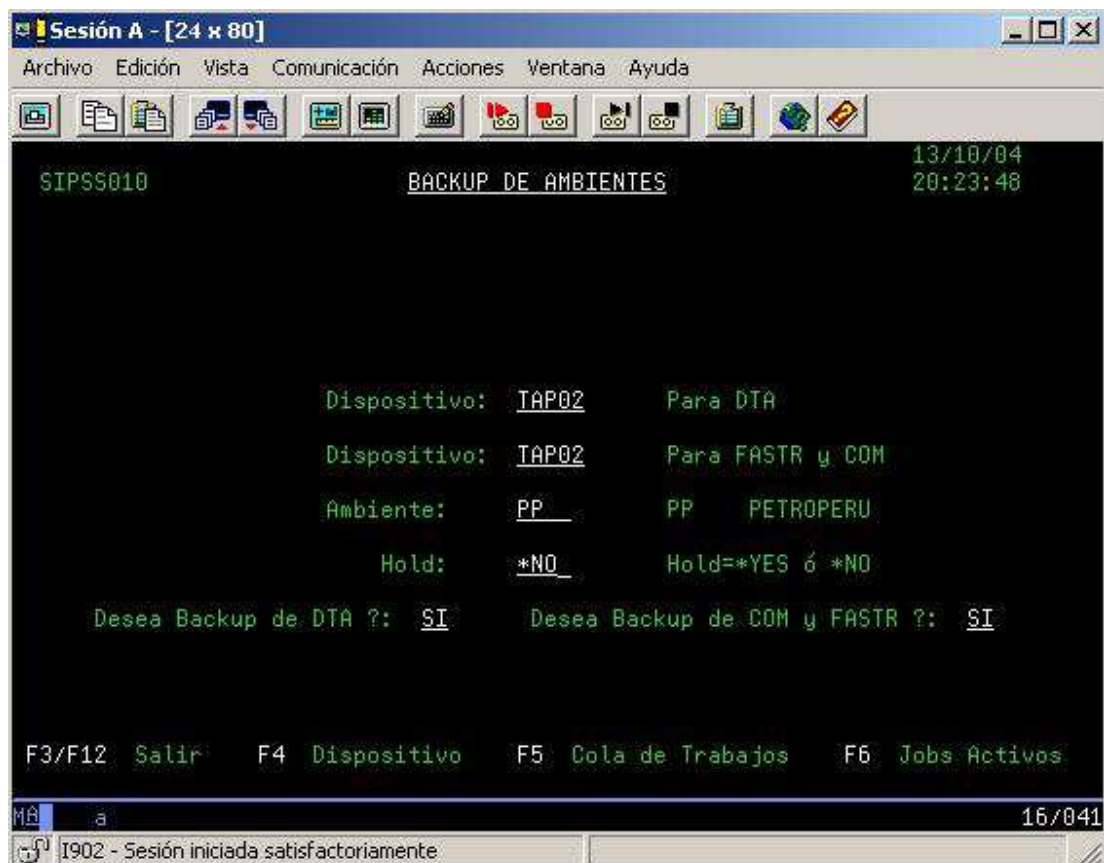 Sesión A - [24 x 80]
Archivo Edición Vista Comunicación Acciones Ventana Ayuda
13/10/04
SIPSS010 BACKUP DE AMBIENTES 20:23:48
Dispositivo: TAP02 Para DTA
Dispositivo: TAP02 Para FASTR y COM
Ambiente: PP PP PETROPERU
Hold: *NO_ Hold=*YES ó *NO
Desea Backup de DTA ?: SI Desea Backup de COM y FASTR ?: SI
F3/F12 Salir F4 Dispositivo F5 Cola de Trabajos F6 Jobs Activos
MA a 16/041
I902 - Sesión iniciada satisfactoriamente